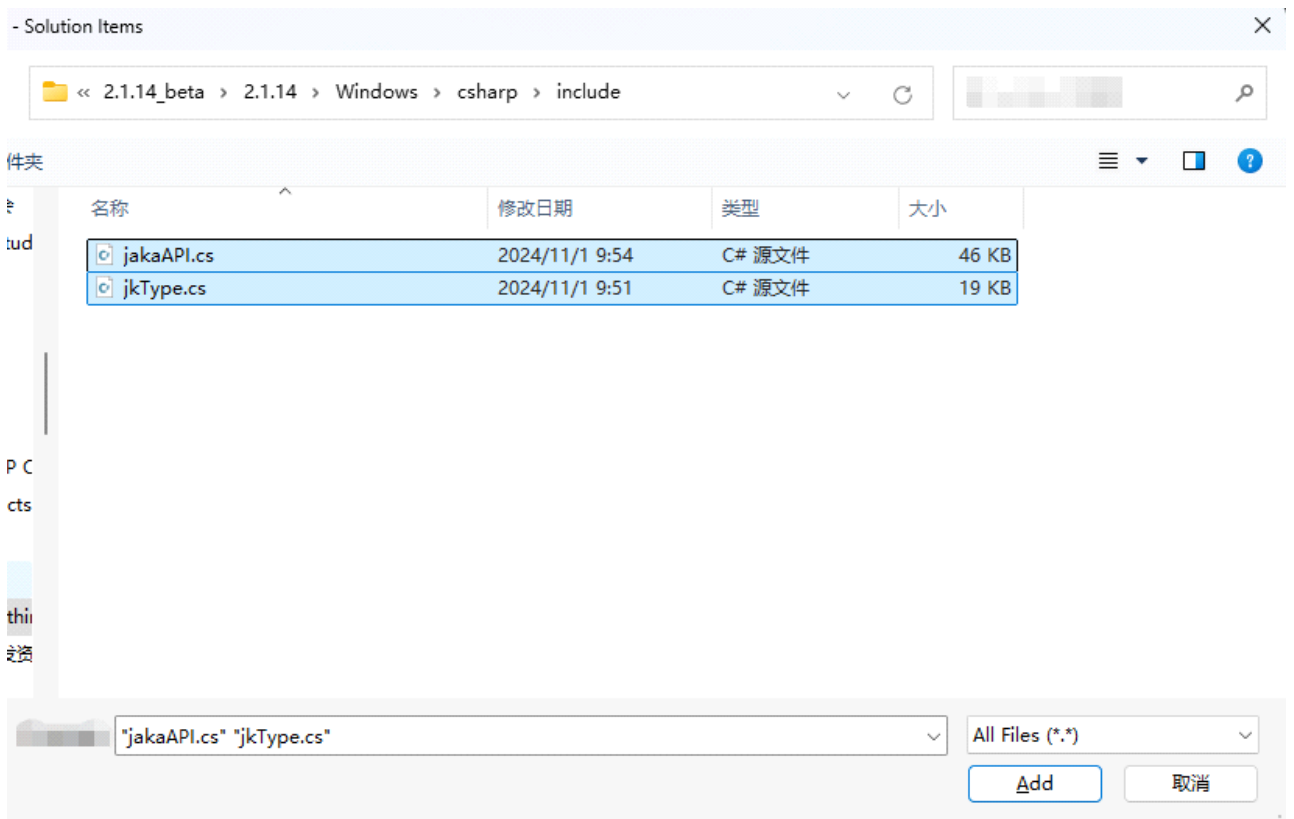 - Solution Items
« 2.1.14_beta › 2.1.14 › Windows › csharp › include
件夹
名称 修改日期 类型 大小
tud
jakaAPI.cs 2024/11/1 9:54 C# 源文件 46 KB
jkType.cs 2024/11/1 9:51 C# 源文件 19 KB
P C
cts
thi
资
"jakaAPI.cs" "jkType.cs" All Files (*.*)
Add 取消